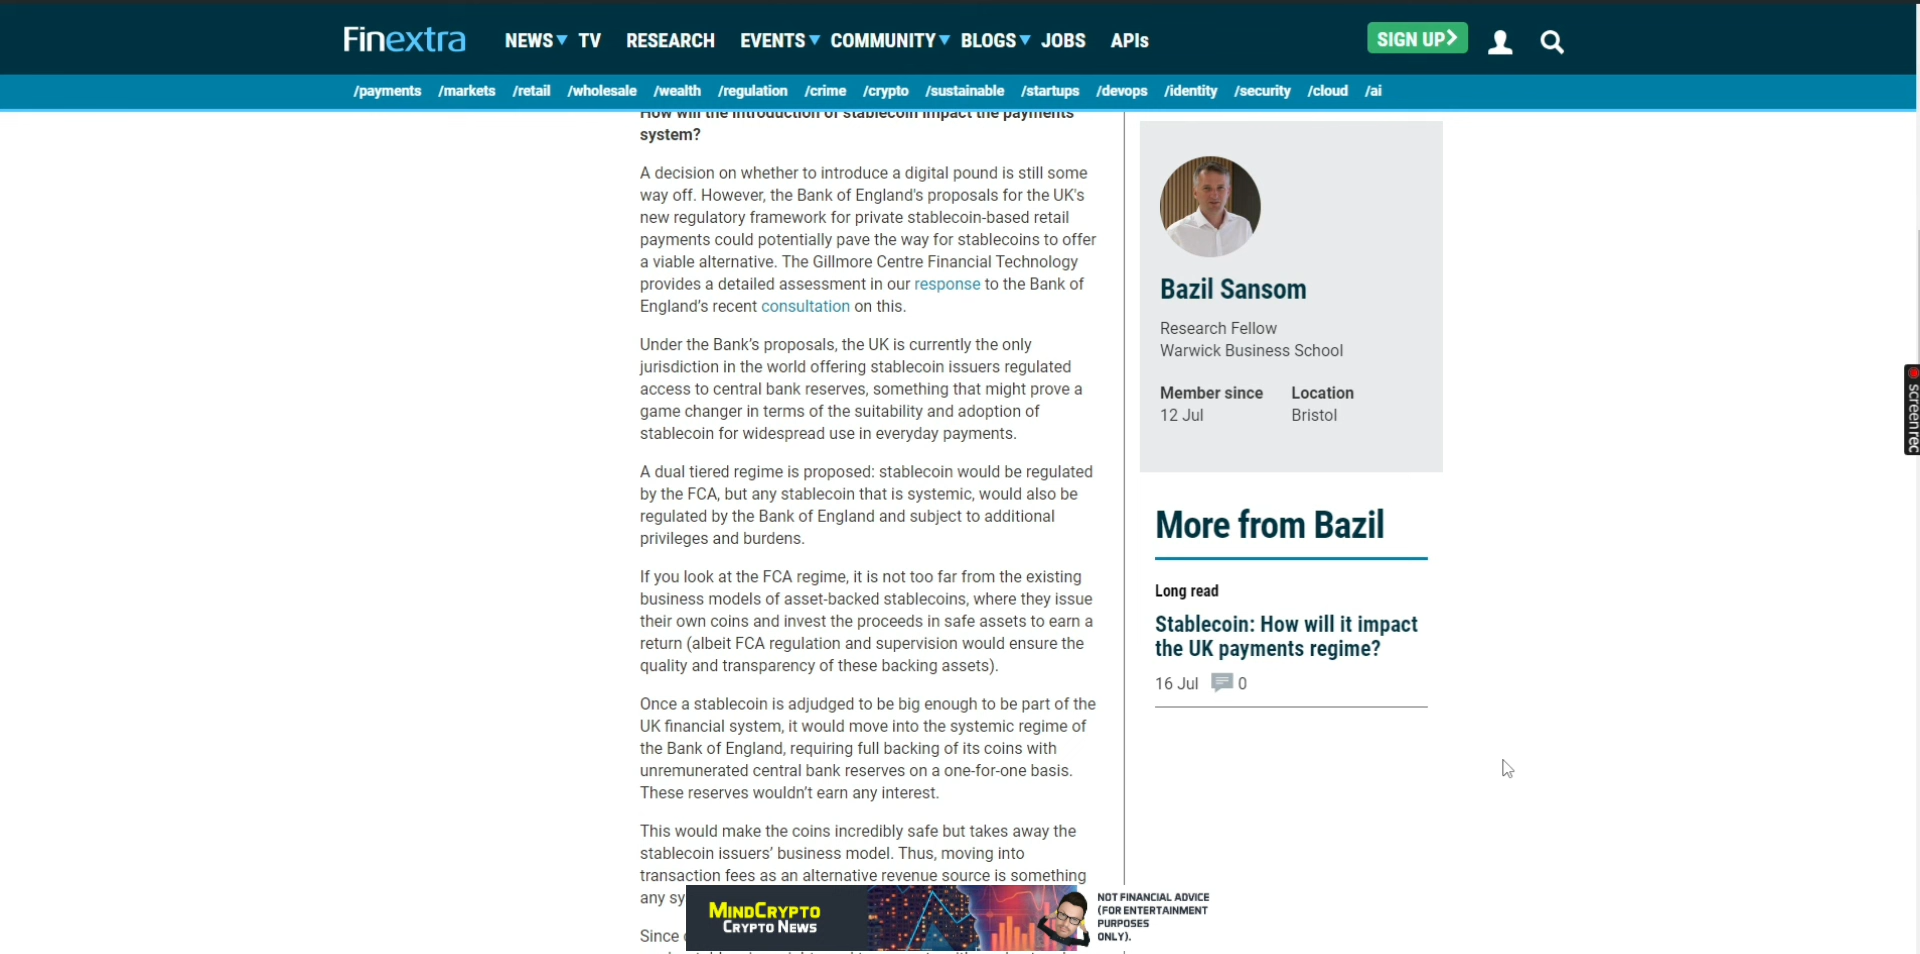 Finextra
NEWS TV RESEARCH EVENTS COMMUNITY BLOGS JOBS APIs
SIGN UP
/payments /markets /retail /wholesale /wealth /regulation /crime /crypto /sustainable /startups /devops /identity /security /cloud /ai
How will the introduction of stablecoin impact the payments
system?
A decision on whether to introduce a digital pound is still some
way off. However, the Bank of England's proposals for the UK's
new regulatory framework for private stablecoin-based retail
payments could potentially pave the way for stablecoins to offer
a viable alternative. The Gillmore Centre Financial Technology
provides a detailed assessment in our response to the Bank of
England's recent consultation on this.
Under the Bank's proposals, the UK is currently the only
jurisdiction in the world offering stablecoin issuers regulated
access to central bank reserves, something that might prove a
game changer in terms of the suitability and adoption of
stablecoin for widespread use in everyday payments.
A dual tiered regime is proposed: stablecoin would be regulated
by the FCA, but any stablecoin that is systemic, would also be
regulated by the Bank of England and subject to additional
privileges and burdens.
If you look at the FCA regime, it is not too far from the existing
business models of asset-backed stablecoins, where they issue
their own coins and invest the proceeds in safe assets to earn a
return (albeit FCA regulation and supervision would ensure the
quality and transparency of these backing assets).
Once a stablecoin is adjudged to be big enough to be part of the
UK financial system, it would move into the systemic regime of
the Bank of England, requiring full backing of its coins with
unremunerated central bank reserves on a one-for-one basis.
These reserves wouldn't earn any interest.
This would make the coins incredibly safe but takes away the
stablecoin issuers' business model. Thus, moving into
transaction fees as an alternative revenue source is something
any sy
Since
Bazil Sansom
Research Fellow
Warwick Business School
Member since Location
12 Jul Bristol
More from Bazil
Long read
Stablecoin: How will it impact
the UK payments regime?
16 Jul 0
MINDCRYPTO
CRYPTO NEWS
NOT FINANCIAL ADVICE
(FOR ENTERTAINMENT
PURPOSES
ONLY).
screen rec